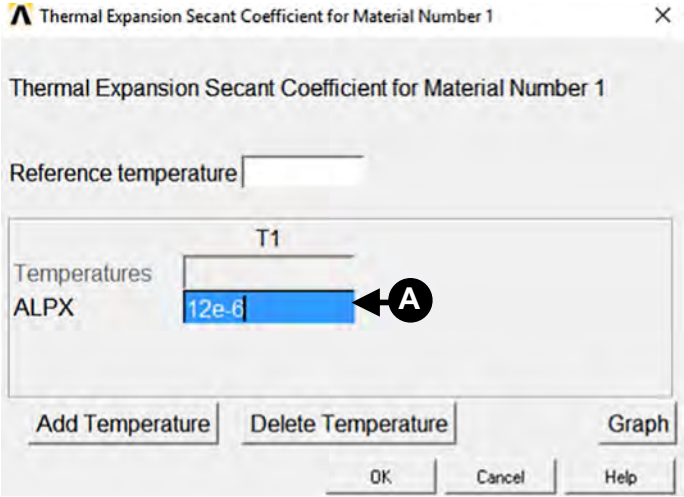 Thermal Expansion Secant Coefficient for Material Number 1
Thermal Expansion Secant Coefficient for Material Number 1
Reference temperature
T1
Temperatures
ALPX 12e-6 A
Add Temperature Delete Temperature Graph
OK Cancel Help